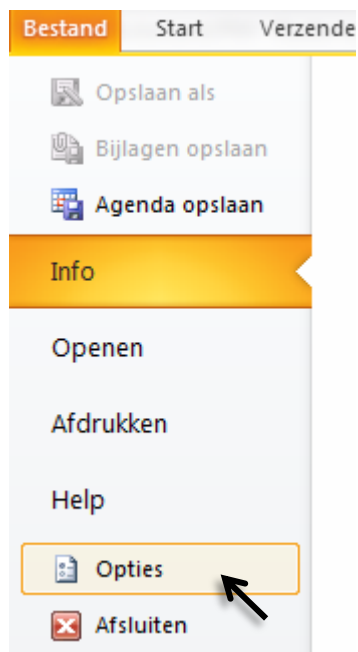 Bestand Start Verzende
Opslaan als
Bijlagen opslaan
Agenda opslaan
Info
Openen
Afdrukken
Help
Opties
Afsluiten